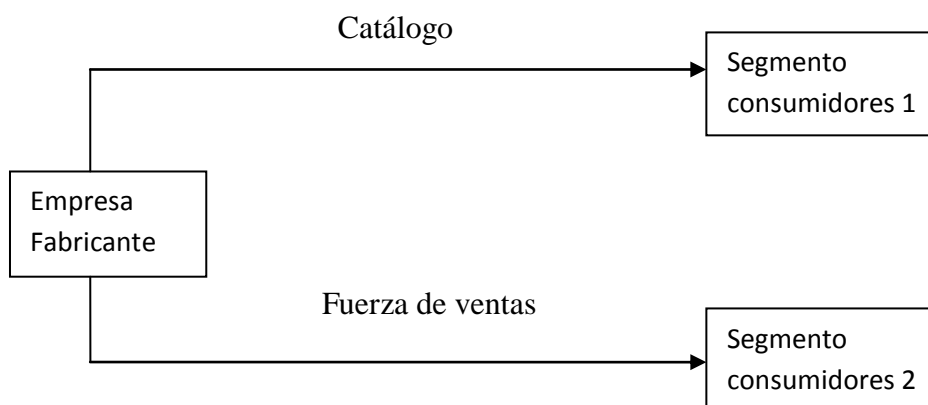 Catálogo
Segmento
consumidores 1
Empresa
Fabricante
Fuerza de ventas
Segmento
consumidores 2